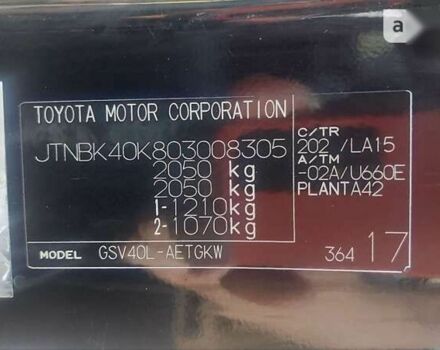 a
TOYOTA MOTOR CORPORATION
JTNBK40K803008305
2050 kg
2050 kg
1-1210kg
2-1070kg
C/TR
202 /LA15
A/TM
-02A/U660E
PLANTA42
MODEL GSV40L-AETGKW
364 17